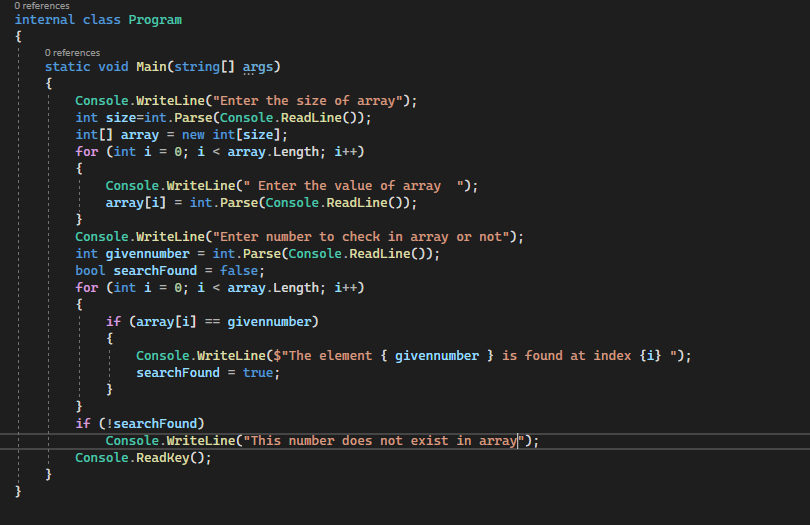 0 references
internal class Program
{
0 references
static void Main(string[] args)
{
Console.WriteLine("Enter the size of array");
int size=int.Parse(Console.ReadLine());
int[] array = new int[size];
for (int i = 0; i < array.Length; i++)
{
Console.WriteLine(" Enter the value of array  ");
array[i] = int.Parse(Console.ReadLine());
}
Console.WriteLine("Enter number to check in array or not");
int givennumber = int.Parse(Console.ReadLine());
bool searchFound = false;
for (int i = 0; i < array.Length; i++)
{
if (array[i] == givennumber)
{
Console.WriteLine($"The element { givennumber } is found at index {i} ");
searchFound = true;
}
}
if (!searchFound)
Console.WriteLine("This number does not exist in array");
Console.ReadKey();
}
}